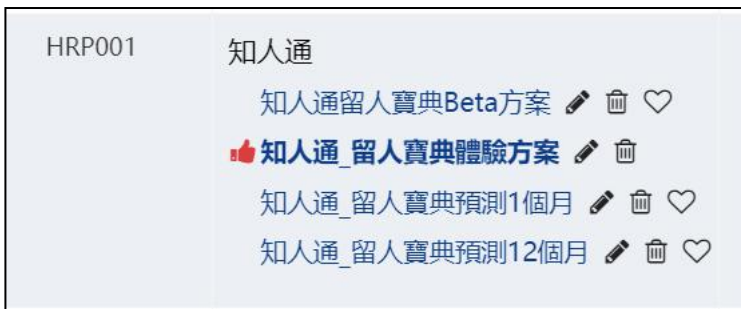 HRP001 知人通
知人通留人寶典Beta方案
知人通_留人寶典體驗方案
知人通_留人寶典預測1個月
知人通_留人寶典預測12個月